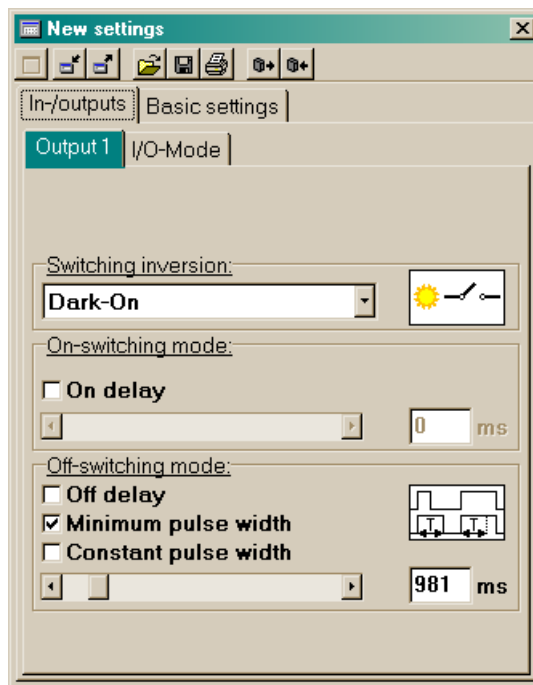 New settings
In-/outputs Basic settings
Output 1 I/O-Mode
Switching inversion:
Dark-On
On-switching mode:
On delay
0 ms
Off-switching mode:
Off delay
Minimum pulse width
Constant pulse width
T T
981 ms